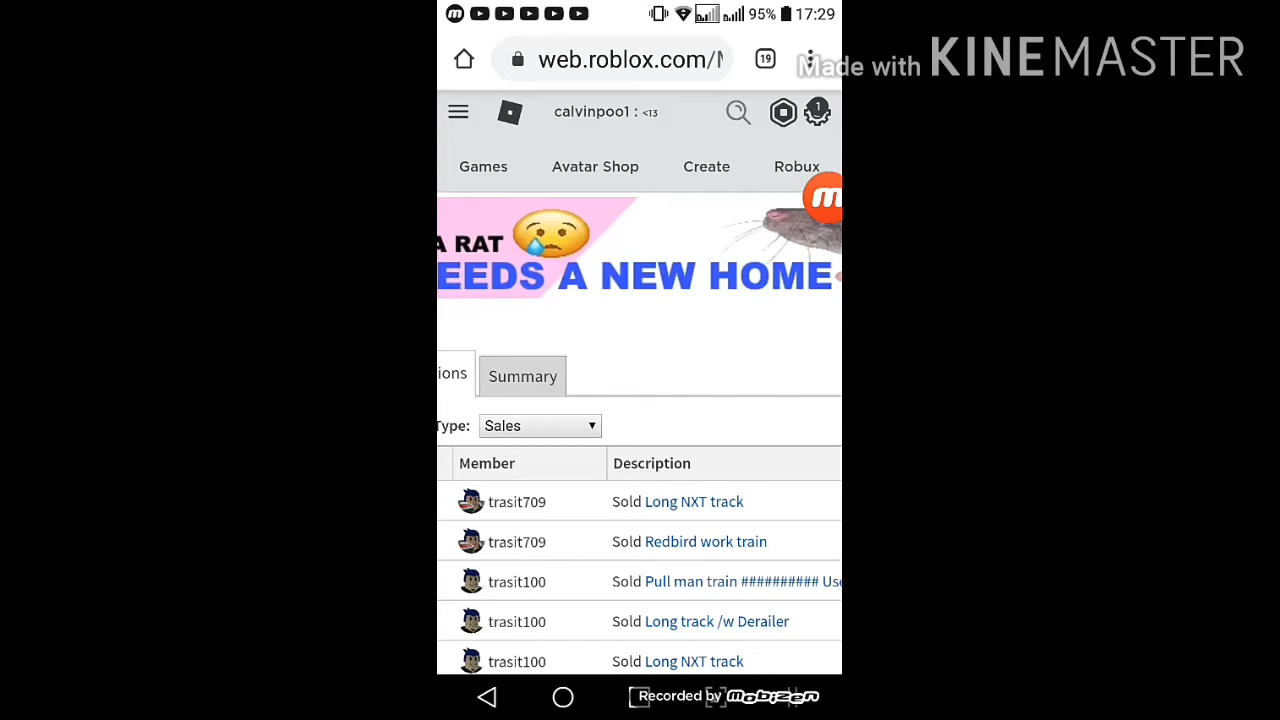 95% 17:29
web.roblox.com/ 19
Made with KINEMASTER
calvinpoo1 : <13 1
Games Avatar Shop Create Robux
A RAT
EEDS A NEW HOME
ions Summary
Type: Sales
Member Description
trasit709 Sold Long NXT track
trasit709 Sold Redbird work train
trasit100 Sold Pull man train ########## Use
trasit100 Sold Long track /w Derailer
trasit100 Sold Long NXT track
Recorded by Mobizen